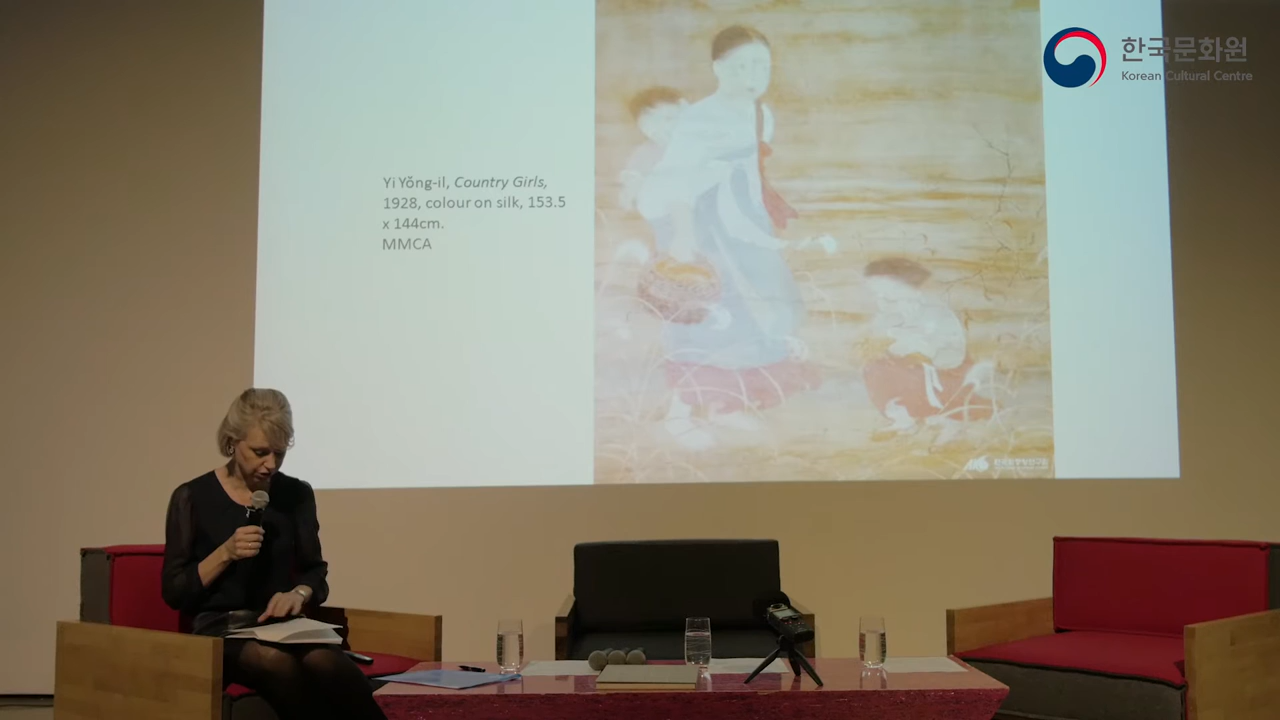 한국문화원
Korean Cultural Centre
Yi Yŏng-il, Country Girls,
1928, colour on silk, 153.5
x 144cm.
MMCA